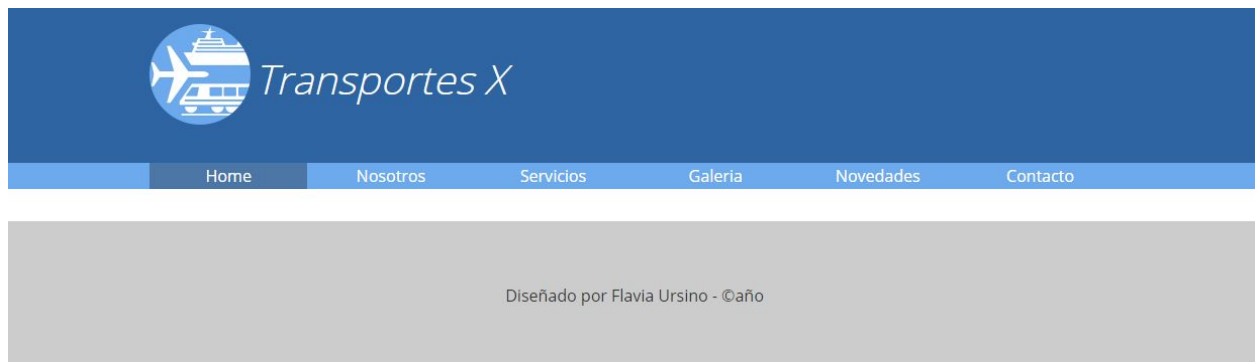 Transportes X
Home Nosotros Servicios Galeria Novedades Contacto
Diseñado por Flavia Ursino - ©año